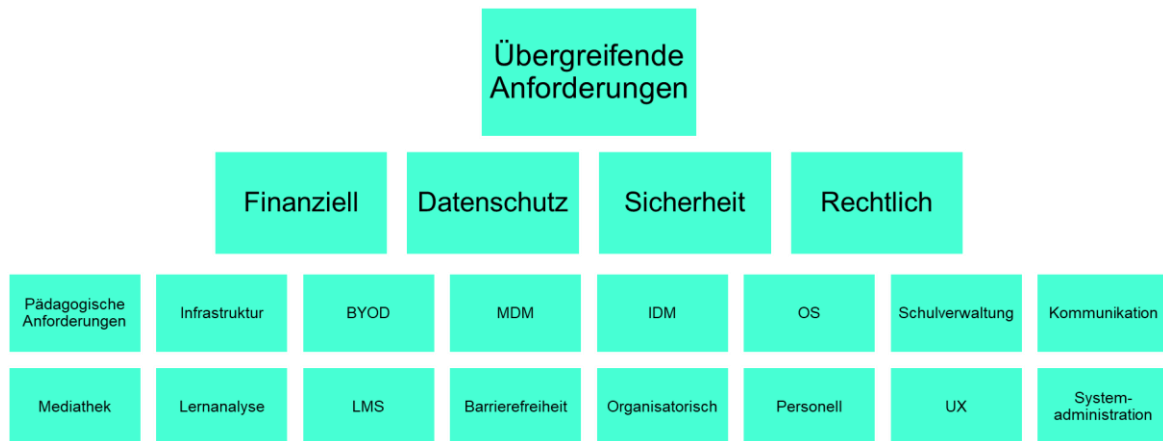 Übergreifende
Anforderungen
Finanziell
Datenschutz
Sicherheit
Rechtlich
Pädagogische
Anforderungen
Infrastruktur
BYOD
MDM
IDM
OS
Schulverwaltung
Kommunikation
Mediathek
Lernanalyse
LMS
Barrierefreiheit
Organisatorisch
Personell
UX
System-
administration